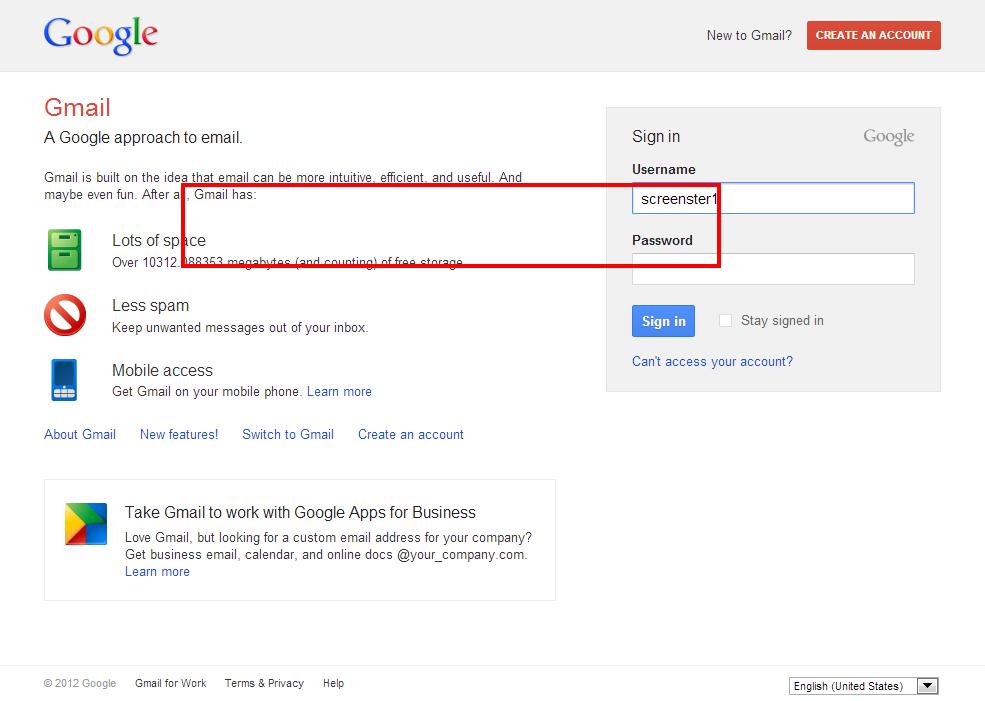 Google
New to Gmail?
CREATE AN ACCOUNT
Gmail
A Google approach to email.
Gmail is built on the idea that email can be more intuitive, efficient, and useful. And
maybe even fun. After all, Gmail has:
Lots of space
Over 10312.088353 megabytes (and counting) of free storage.
Less spam
Keep unwanted messages out of your inbox.
Mobile access
Get Gmail on your mobile phone. Learn more
About Gmail New features! Switch to Gmail Create an account
Take Gmail to work with Google Apps for Business
Love Gmail, but looking for a custom email address for your company?
Get business email, calendar, and online docs @your_company.com.
Learn more
Sign in Google
Username
screenster1
Password
Sign in Stay signed in
Can't access your account?
© 2012 Google Gmail for Work Terms & Privacy Help
English (United States)